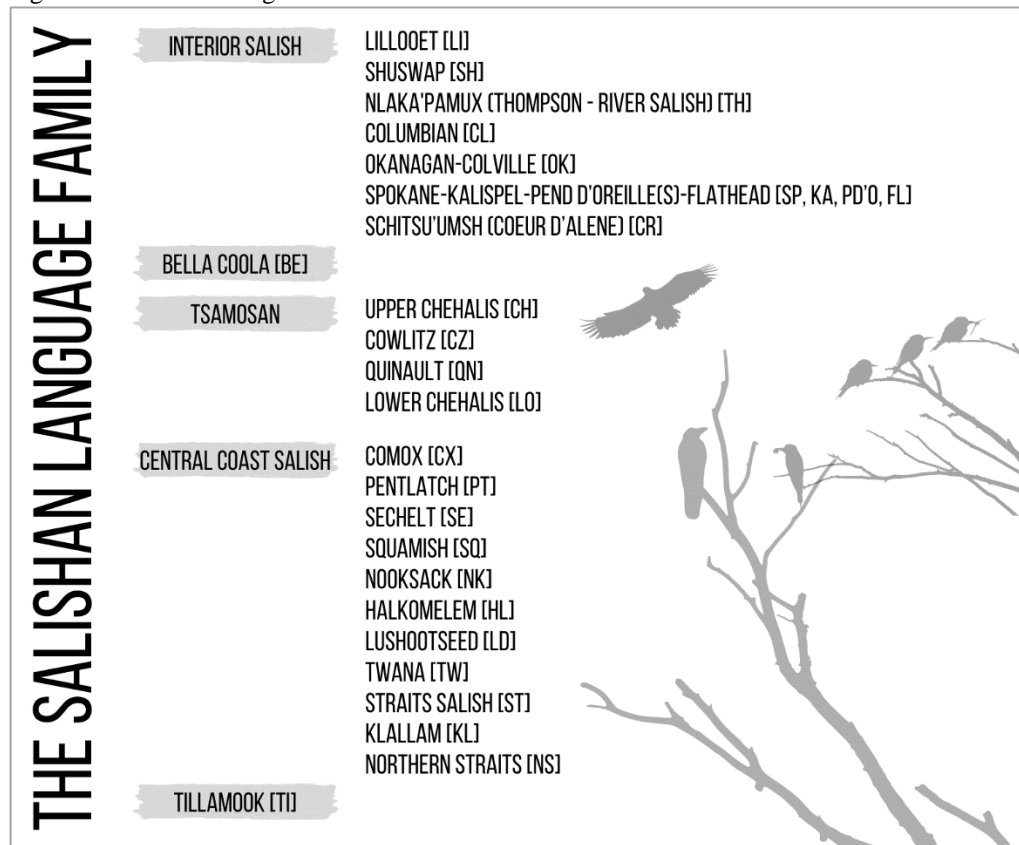 THE SALISHAN LANGUAGE FAMILY
INTERIOR SALISH
LILLOOET [LI]
SHUSWAP [SH]
NLAKA'PAMUX (THOMPSON - RIVER SALISH) [TH]
COLUMBIAN [CL]
OKANAGAN-COLVILLE [OK]
SPOKANE-KALISPEL-PEND D'OREILLE(S)-FLATHEAD [SP, KA, PD'O, FL]
SCHITSU'UMSH (COEUR D'ALENE) [CR]
BELLA COOLA [BE]
TSAMOSAN
UPPER CHEHALIS [CH]
COWLITZ [CZ]
QUINAULT [QN]
LOWER CHEHALIS [LO]
CENTRAL COAST SALISH
COMOX [CX]
PENTLATCH [PT]
SECHELT [SE]
SQUAMISH [SQ]
NOOKSACK [NK]
HALKOMELEM [HL]
LUSHOOTSEED [LD]
TWANA [TW]
STRAITS SALISH [ST]
KLALLAM [KL]
NORTHERN STRAITS [NS]
TILLAMOOK [TI]